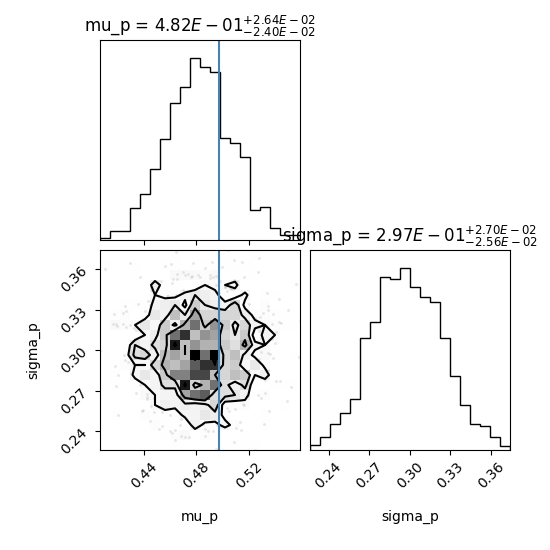 mu_p = 4.82E − 01+2.64E − 02 −2.40E − 02
sigma_p = 2.97E − 01+2.70E − 02 −2.56E − 02
0.36
0.33
0.30
0.27
0.24
sigma_p
0.44 0.48 0.52
0.24 0.27 0.30 0.33 0.36
mu_p
sigma_p